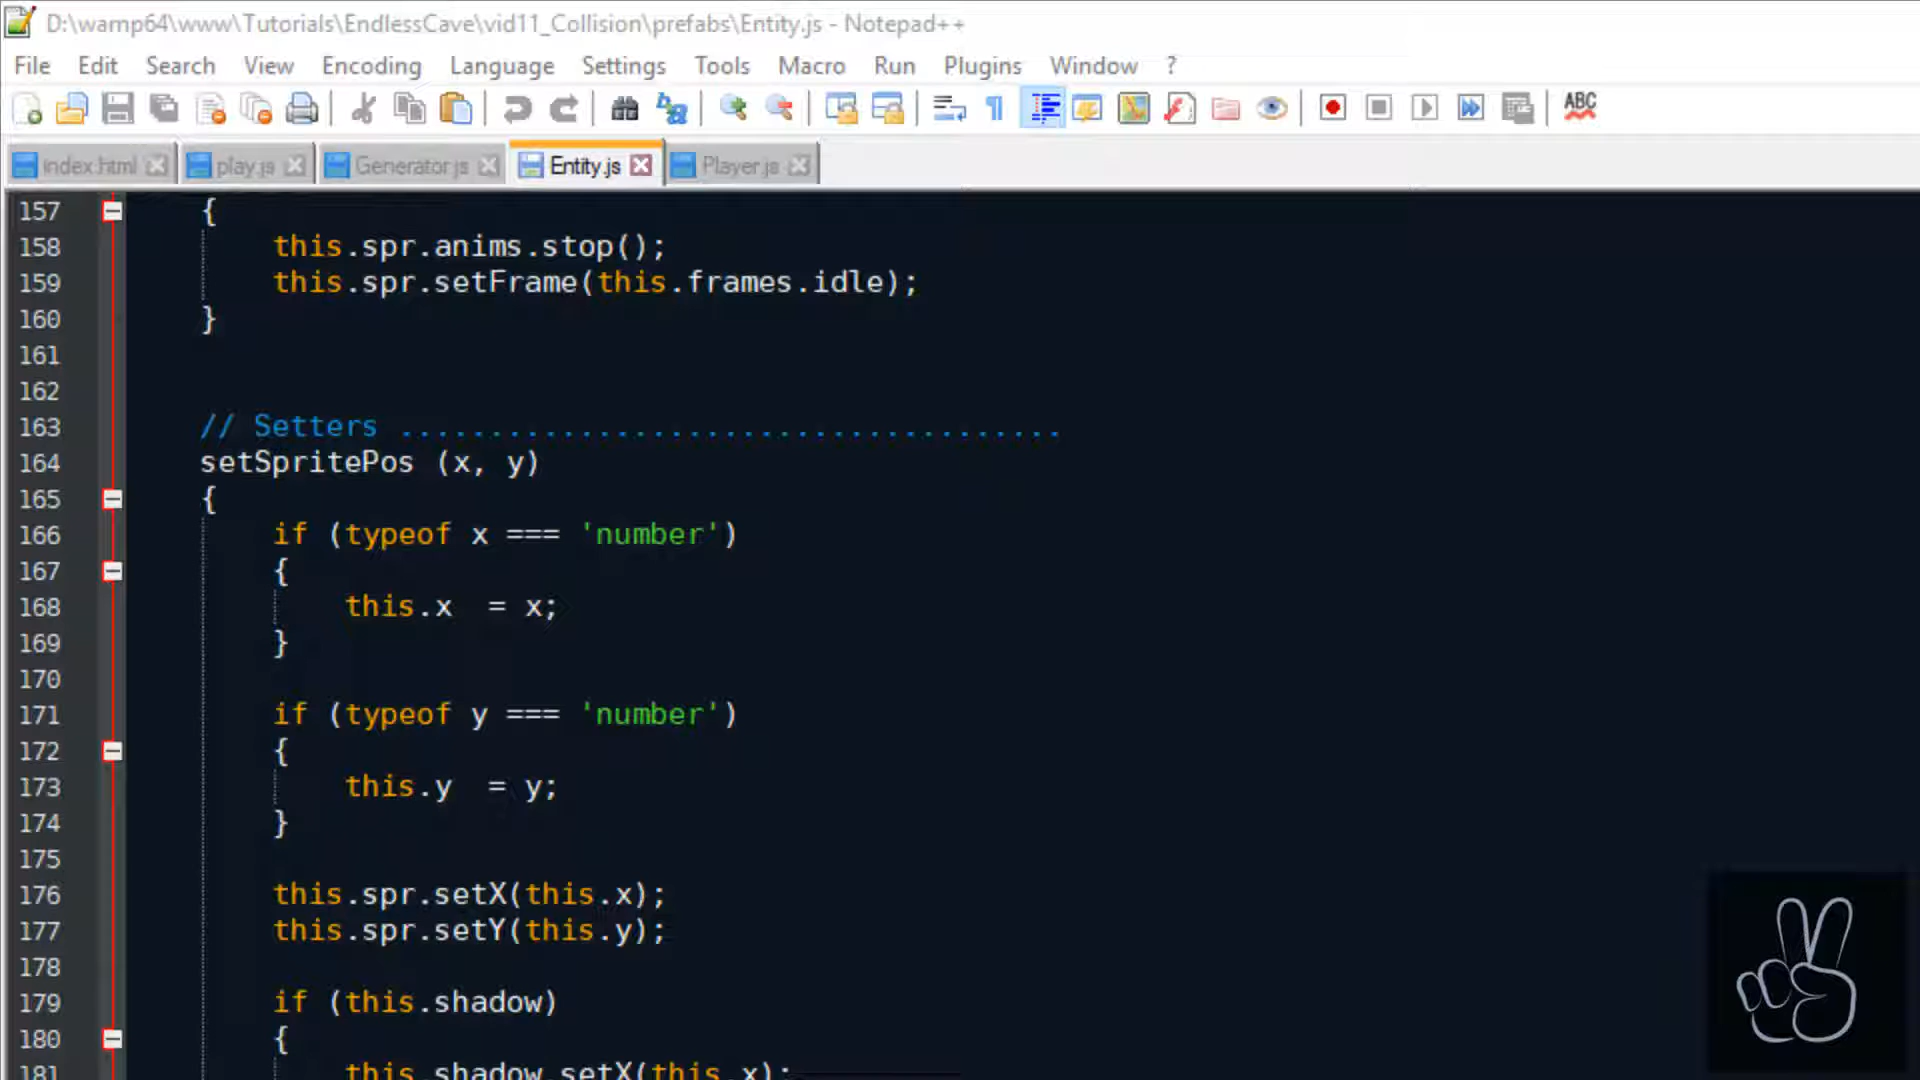 D:\wamp64\www\Tutorials\EndlessCave\vid11_Collision\prefabs\Entity.js - Notepad++
File Edit Search View Encoding Language Settings Tools Macro Run Plugins Window ?
ABC
index.html play.js Generator.js Entity.js Player.js
157 {
158 this.spr.anims.stop();
159 this.spr.setFrame(this.frames.idle);
160 }
161
162
163 // Setters .....................................
164 setSpritePos (x, y)
165 {
166 if (typeof x === 'number')
167 {
168 this.x  = x;
169 }
170
171 if (typeof y === 'number')
172 {
173 this.y  = y;
174 }
175
176 this.spr.setX(this.x);
177 this.spr.setY(this.y);
178
179 if (this.shadow)
180 {
181 this.shadow.setX(this.x);